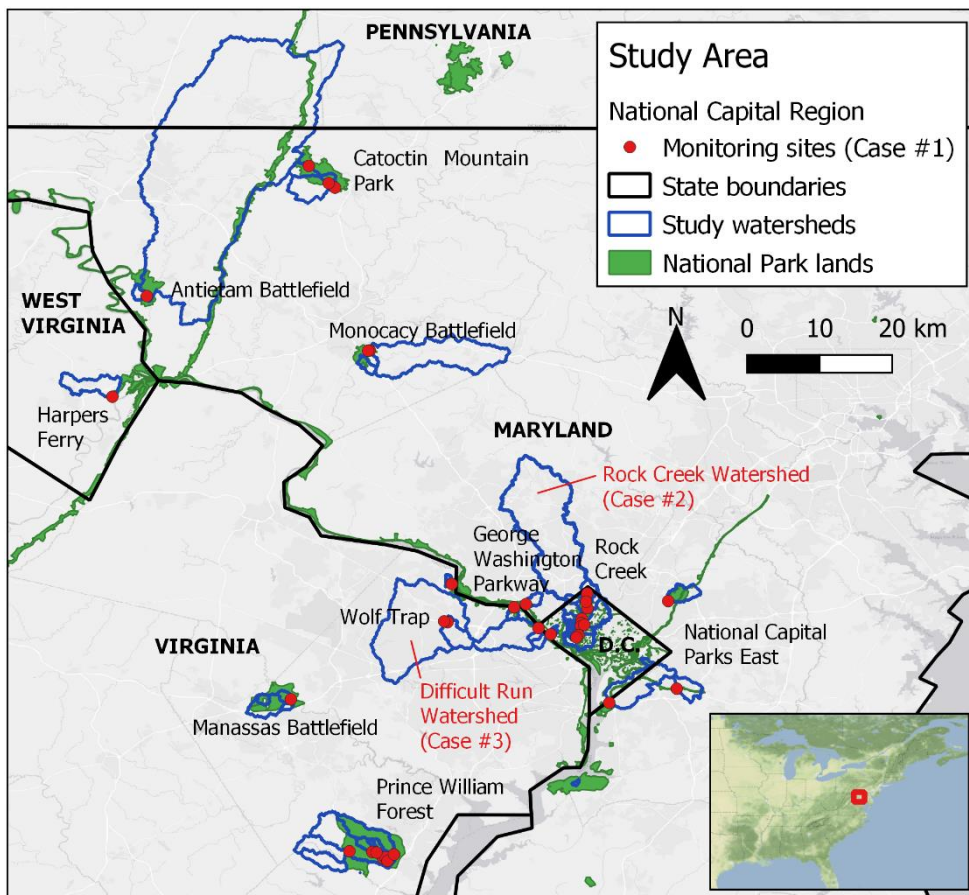 PENNSYLVANIA
Study Area
National Capital Region
Monitoring sites (Case #1)
State boundaries
Study watersheds
National Park lands
Catoctin Mountain
Park
Antietam Battlefield
WEST
VIRGINIA
Monocacy Battlefield
N
0 10 20 km
Harpers
Ferry
MARYLAND
Rock Creek Watershed
(Case #2)
George
Washington
Parkway
Rock
Creek
Wolf Trap
D.C.
National Capital
Parks East
VIRGINIA
Difficult Run
Watershed
(Case #3)
Manassas Battlefield
Prince William
Forest